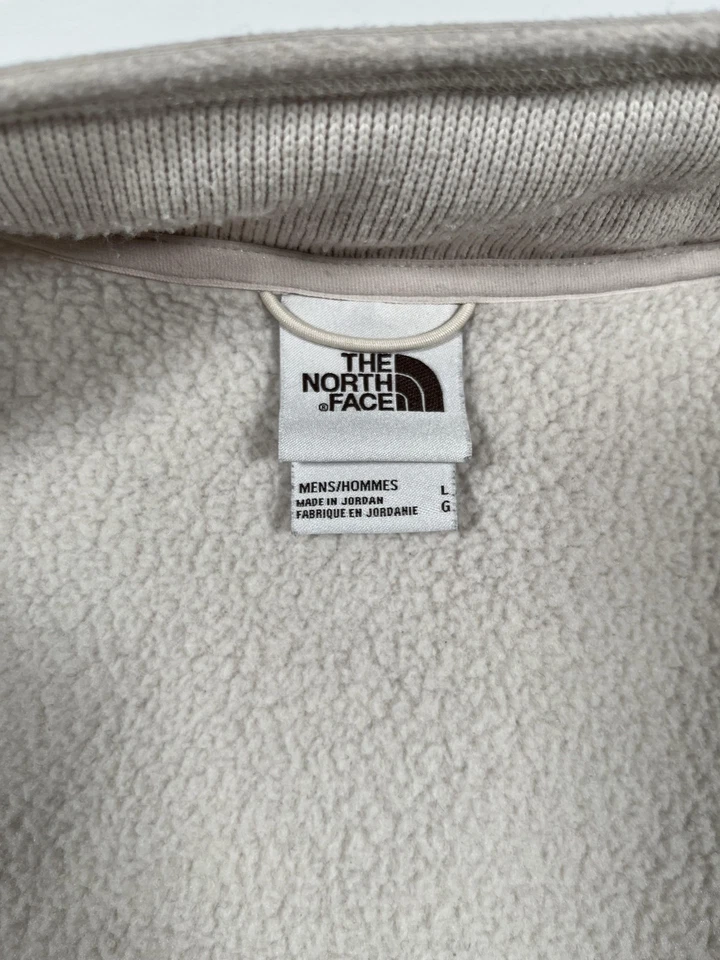 THE
NORTH
®FACE
MENS/HOMMES L
MADE IN JORDAN
FABRIQUE EN JORDANIE G